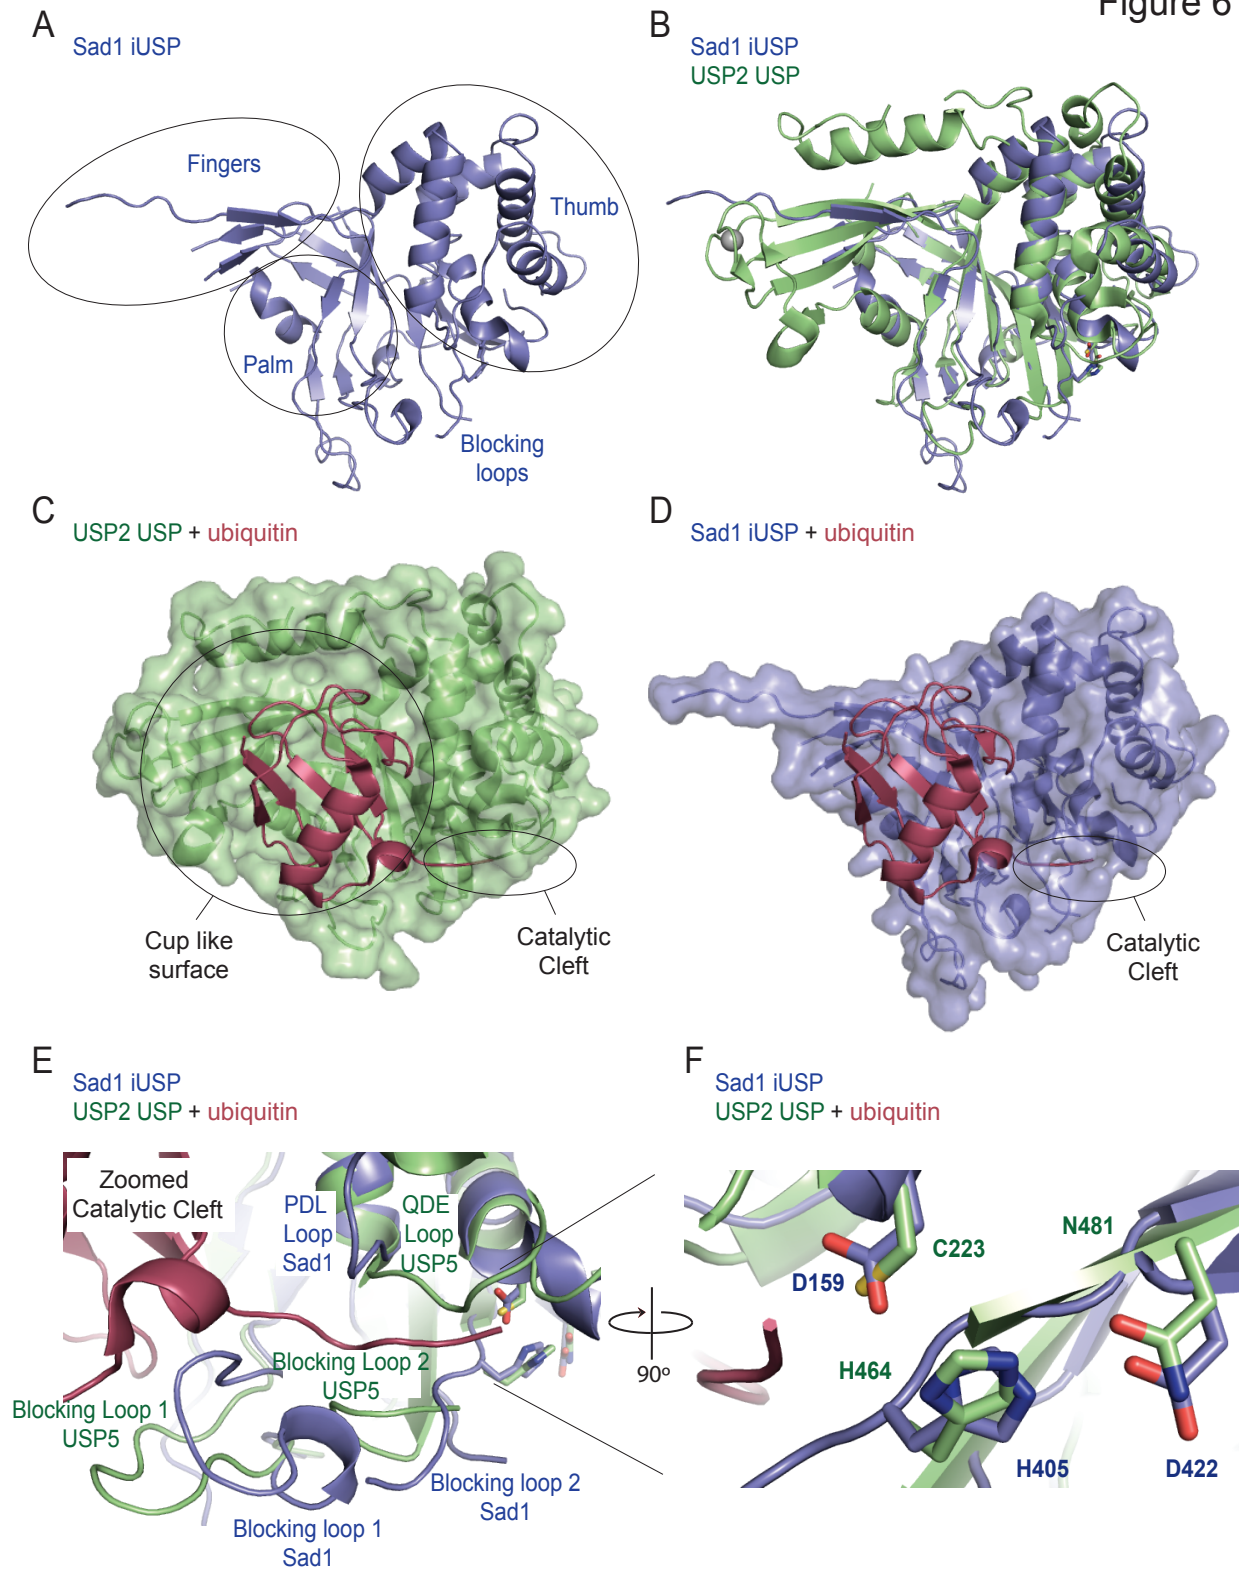 Figure 6
A
Sad1 iUSP
Fingers
Thumb
Palm
Blocking
loops
B
Sad1 iUSP
USP2 USP
C
USP2 USP + ubiquitin
Cup like
surface
Catalytic
Cleft
D
Sad1 iUSP + ubiquitin
Catalytic
Cleft
E
Sad1 iUSP
USP2 USP + ubiquitin
Zoomed
Catalytic Cleft
PDL
Loop
Sad1
QDE
Loop
USP5
Blocking Loop 2
USP5
Blocking Loop 1
USP5
Blocking loop 2
Sad1
Blocking loop 1
Sad1
90º
F
Sad1 iUSP
USP2 USP + ubiquitin
N481
C223
D159
H464
H405
D422